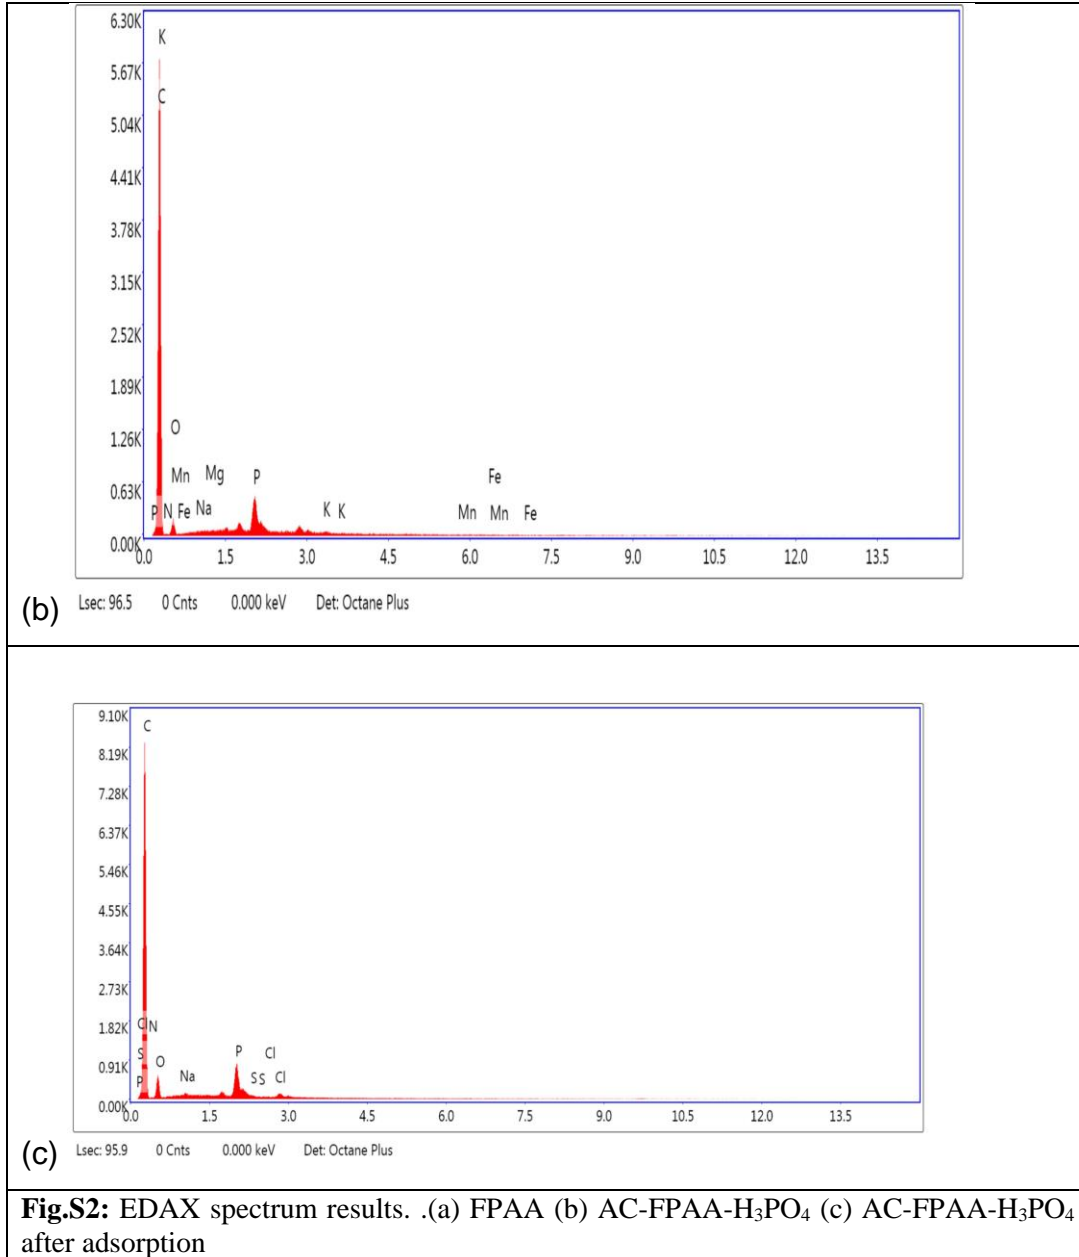 6.30K
K
5.67K
C
5.04K
4.41K
3.78K
3.15K
2.52K
1.89K
O
1.26K
Mn Mg P Fe
0.63K
P N Fe Na K K Mn Mn Fe
0.00K
0.0 1.5 3.0 4.5 6.0 7.5 9.0 10.5 12.0 13.5
(b) Lsec: 96.5 0 Cnts 0.000 keV Det: Octane Plus
9.10K
C
8.19K
7.28K
6.37K
5.46K
4.55K
3.64K
2.73K
1.82K Cl N
S O P Cl
0.91K
P Na S S Cl
0.00K
0.0 1.5 3.0 4.5 6.0 7.5 9.0 10.5 12.0 13.5
(c) Lsec: 95.9 0 Cnts 0.000 keV Det: Octane Plus
Fig.S2: EDAX spectrum results. .(a) FPAA (b) AC-FPAA-H₃PO₄ (c) AC-FPAA-H₃PO₄
after adsorption